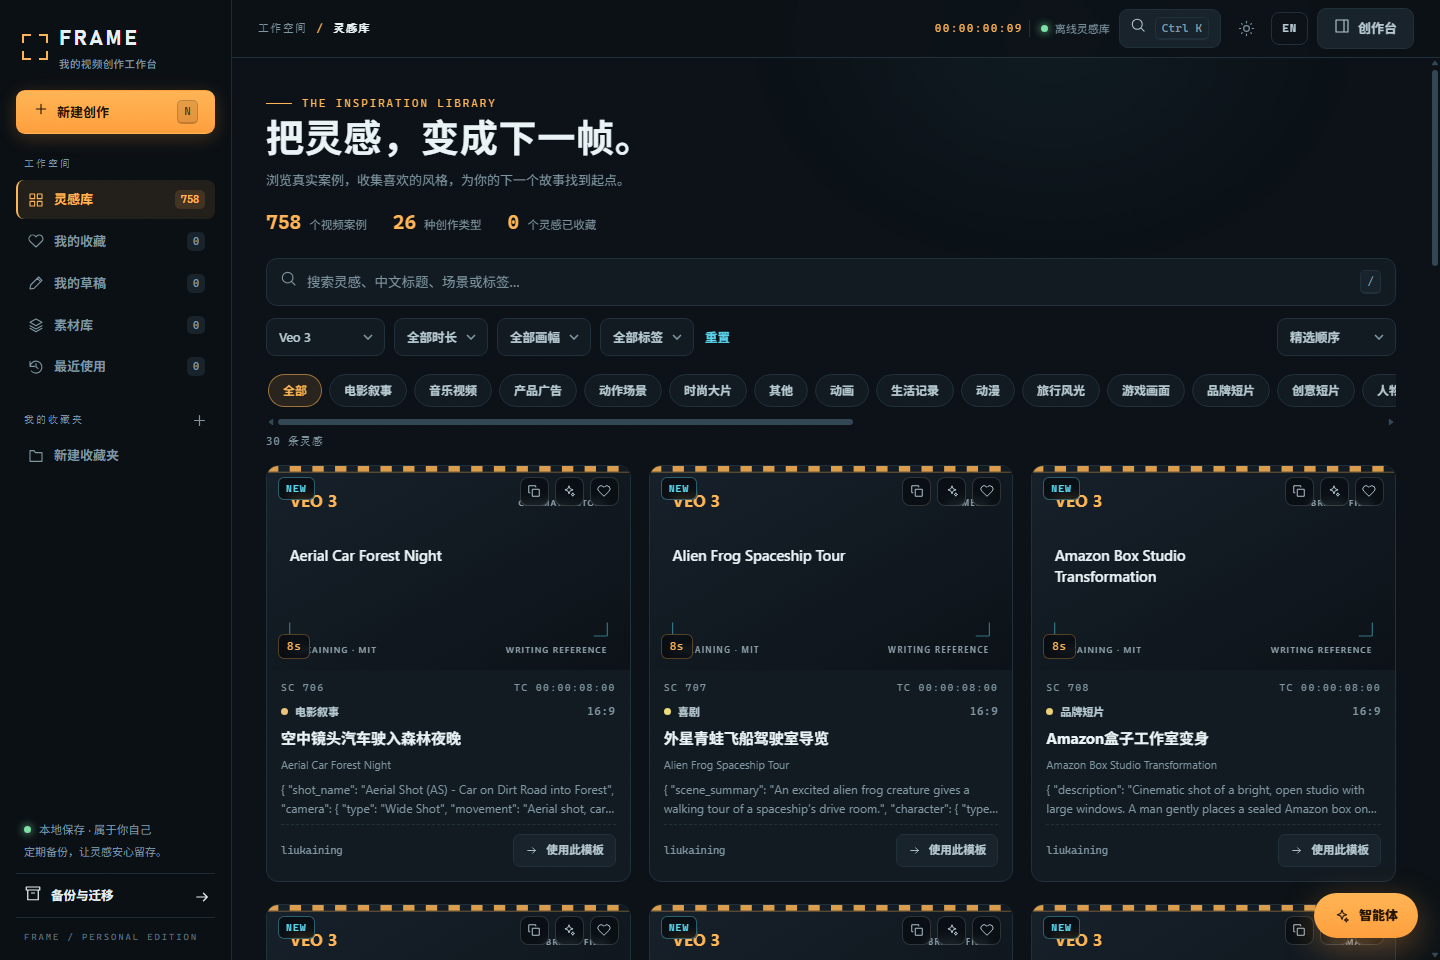 FRAME
我的视频创作工作台
新建创作 N
工作空间
灵感库 758
我的收藏 0
我的草稿 0
素材库 0
最近使用 0
我的收藏夹
新建收藏夹
本地保存 · 属于你自己
定期备份，让灵感安心留存。
备份与迁移
FRAME / PERSONAL EDITION
工作空间 / 灵感库
00:00:00:09
离线灵感库
Ctrl K
EN
创作台
THE INSPIRATION LIBRARY
把灵感，变成下一帧。
浏览真实案例，收集喜欢的风格，为你的下一个故事找到起点。
758 个视频案例 26 种创作类型 0 个灵感已收藏
搜索灵感、中文标题、场景或标签... /
Veo 3 全部时长 全部画幅 全部标签 重置 精选顺序
全部 电影叙事 音乐视频 产品广告 动作场景 时尚大片 其他 动画 生活记录 动漫 旅行风光 游戏画面 品牌短片 创意短片
30 条灵感
NEW
VEO 3
Aerial Car Forest Night
8s
AINING · MIT WRITING REFERENCE
SC 706 TC 00:00:08:00
电影叙事 16:9
空中镜头汽车驶入森林夜晚
Aerial Car Forest Night
{ "shot_name": "Aerial Shot (AS) - Car on Dirt Road into Forest",
"camera": { "type": "Wide Shot", "movement": "Aerial shot, car...
liukaining 使用此模板
NEW
VEO 3
Alien Frog Spaceship Tour
8s
AINING · MIT WRITING REFERENCE
SC 707 TC 00:00:08:00
喜剧 16:9
外星青蛙飞船驾驶室导览
Alien Frog Spaceship Tour
{ "scene_summary": "An excited alien frog creature gives a
walking tour of a spaceship's drive room.", "character": { "type...
liukaining 使用此模板
NEW
VEO 3
Amazon Box Studio
Transformation
8s
AINING · MIT WRITING REFERENCE
SC 708 TC 00:00:08:00
品牌短片 16:9
Amazon盒子工作室变身
Amazon Box Studio Transformation
{ "description": "Cinematic shot of a bright, open studio with
large windows. A man gently places a sealed Amazon box on...
liukaining 使用此模板
NEW
VEO 3
NEW
VEO 3
NEW
VEO 3
智能体